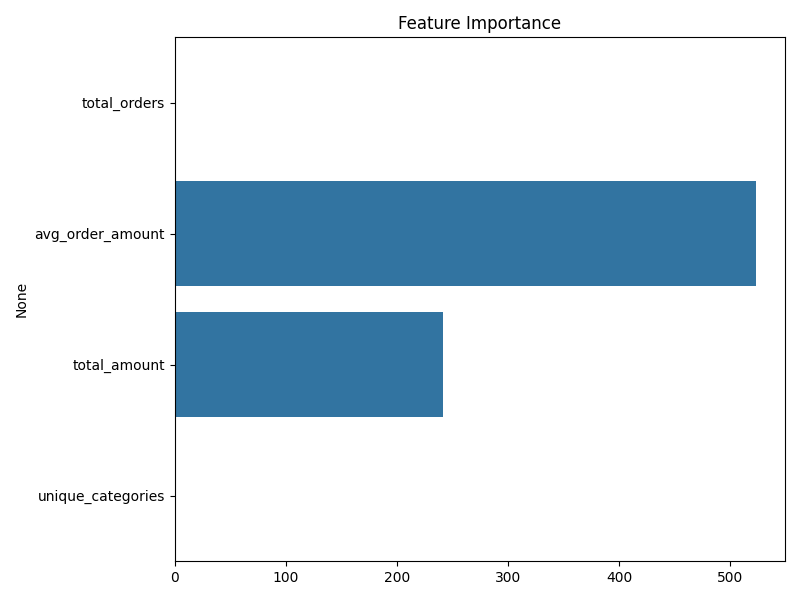 Feature Importance
total_orders
avg_order_amount
None
total_amount
unique_categories
0 100 200 300 400 500